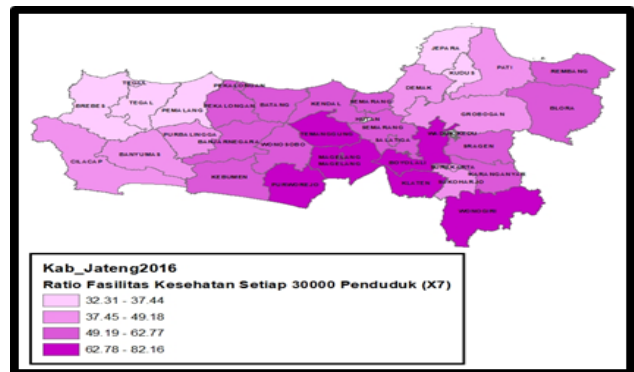 JEPARA
KUDUS
PATI
REMBANG
TEGAL
PEKALONGAN
BREBES
TEGAL
PEMALANG
PEKALONGAN
BATANG
KENDAL
SEMARANG
DEMAK
GROBOGAN
BLORA
SEMARANG
TEMANGGUNG
SALATIGA
PURBALINGGA
BANJARNEGARA
WONOSOBO
SRAGEN
CILACAP
BANYUMAS
MAGELANG
MAGELANG
BOYOLALI
SURAKARTA
KARANGANYAR
KEBUMEN
PURWOREJO
KLATEN
SUKOHARJO
WONOGIRI
Kab_Jateng2016
Ratio Fasilitas Kesehatan Setiap 30000 Penduduk (X7)
32.31 - 37.44
37.45 - 49.18
49.19 - 62.77
62.78 - 82.16